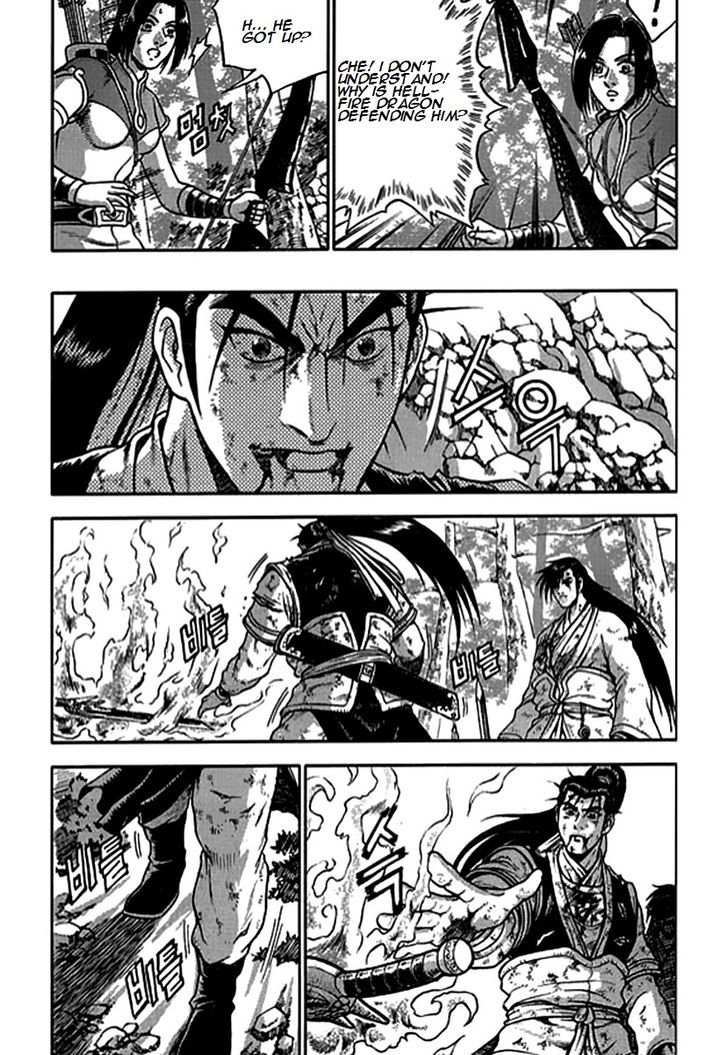 H... HE
GOT UP?
멈칫
CHE! I DON'T
UNDERSTAND!
WHY IS HELL-
FIRE DRAGON
DEFENDING HIM?
!
스윽
비틀
비틀
비틀
비틀
스윽